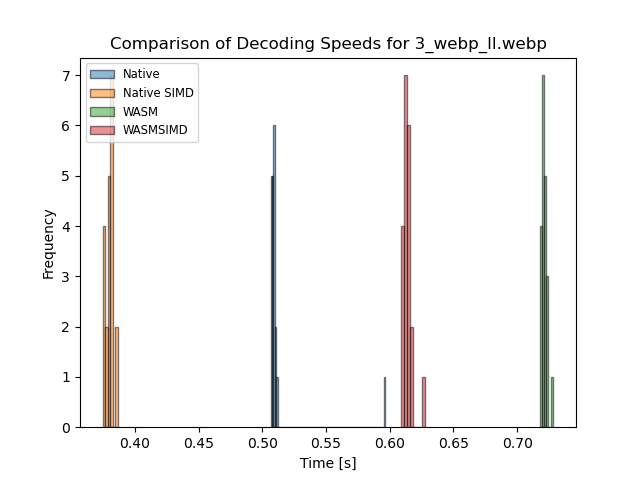 Comparison of Decoding Speeds for 3_webp_ll.webp
Native
Native SIMD
WASM
WASMSIMD
Frequency
7
6
5
4
3
2
1
0
0.40 0.45 0.50 0.55 0.60 0.65 0.70
Time [s]